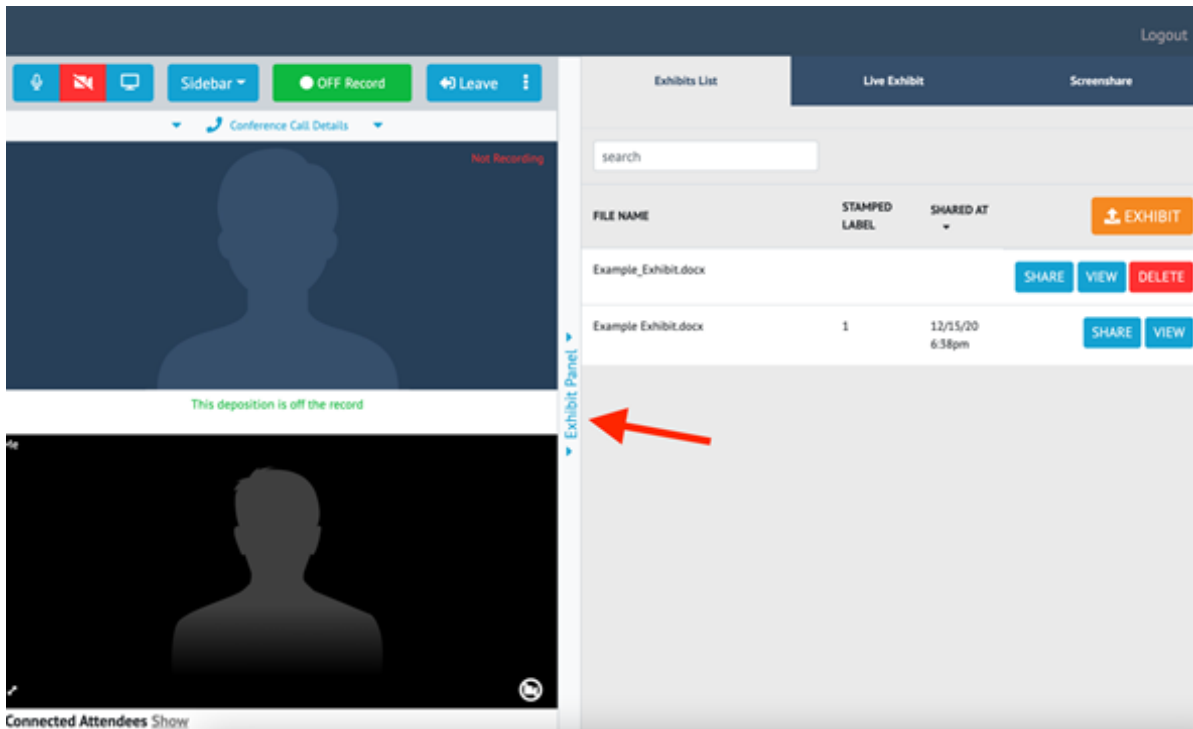 Logout
Sidebar
OFF Record
Leave
Conference Call Details
Not Recording
This deposition is off the record
Me
Connected Attendees Show
Exhibit Panel
Exhibits List
Live Exhibit
Screenshare
search
FILE NAME
STAMPED
LABEL
SHARED AT
EXHIBIT
Example_Exhibit.docx
SHARE VIEW DELETE
Example Exhibit.docx 1 12/15/20
6:38pm
SHARE VIEW